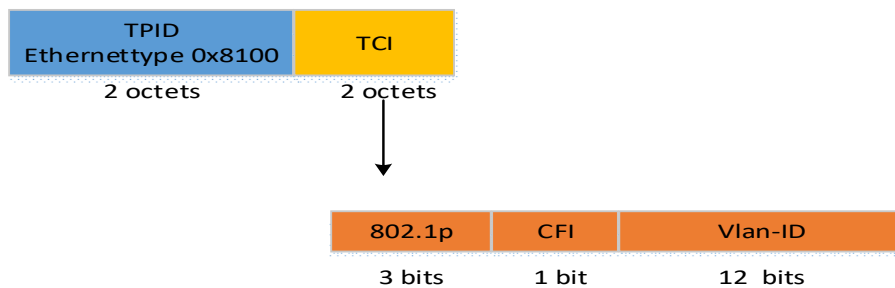 TPID
Ethernettype 0x8100
TCI
2 octets
2 octets
802.1p
CFI
Vlan-ID
3 bits
1 bit
12 bits